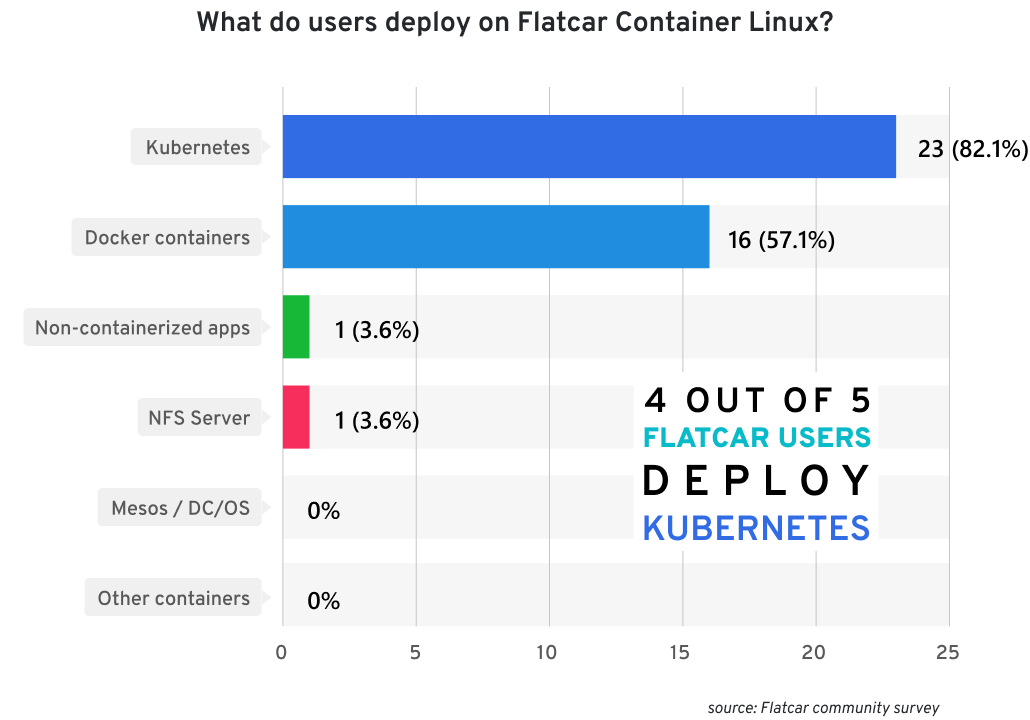 What do users deploy on Flatcar Container Linux?
Kubernetes
23 (82.1%)
Docker containers
16 (57.1%)
Non-containerized apps
1 (3.6%)
NFS Server
1 (3.6%)
4 OUT OF 5
FLATCAR USERS
DEPLOY
KUBERNETES
Mesos / DC/OS
0%
Other containers
0%
0 5 10 15 20 25
source: Flatcar community survey